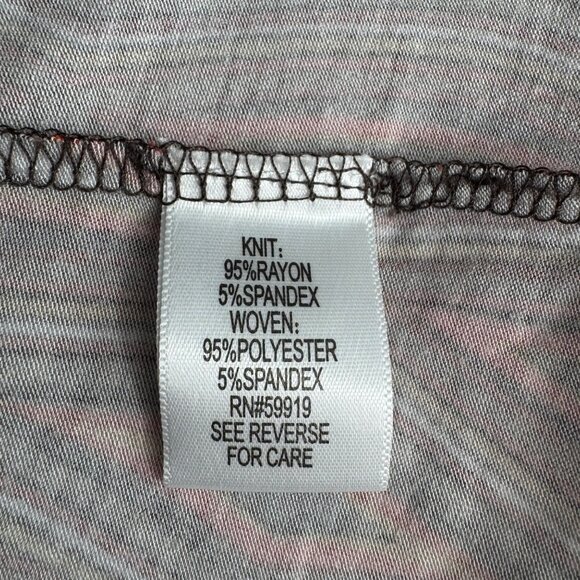 KNIT:
95%RAYON
5%SPANDEX
WOVEN:
95%POLYESTER
5%SPANDEX
RN#59919
SEE REVERSE
FOR CARE